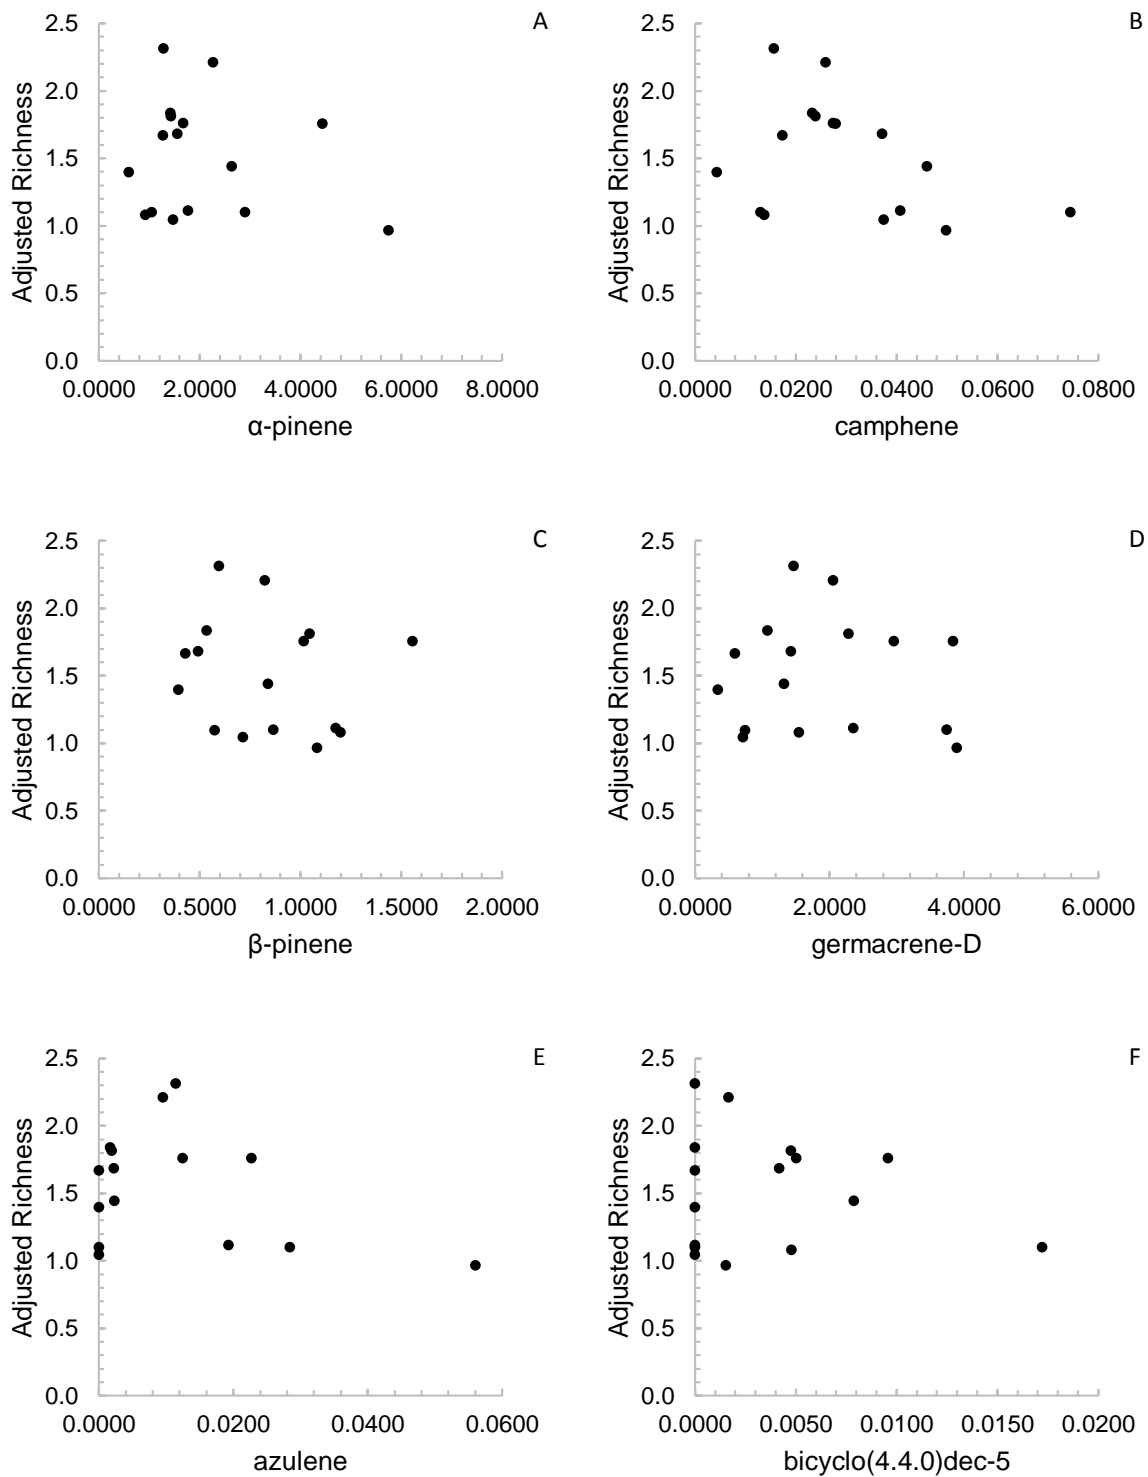 A
2.5
2.0
1.5
1.0
0.5
0.0
Adjusted Richness
0.0000 2.0000 4.0000 6.0000 8.0000
α-pinene
B
2.5
2.0
1.5
1.0
0.5
0.0
Adjusted Richness
0.0000 0.0200 0.0400 0.0600 0.0800
camphene
C
2.5
2.0
1.5
1.0
0.5
0.0
Adjusted Richness
0.0000 0.5000 1.0000 1.5000 2.0000
β-pinene
D
2.5
2.0
1.5
1.0
0.5
0.0
Adjusted Richness
0.0000 2.0000 4.0000 6.0000
germacrene-D
E
2.5
2.0
1.5
1.0
0.5
0.0
Adjusted Richness
0.0000 0.0200 0.0400 0.0600
azulene
F
2.5
2.0
1.5
1.0
0.5
0.0
Adjusted Richness
0.0000 0.0050 0.0100 0.0150 0.0200
bicyclo(4.4.0)dec-5